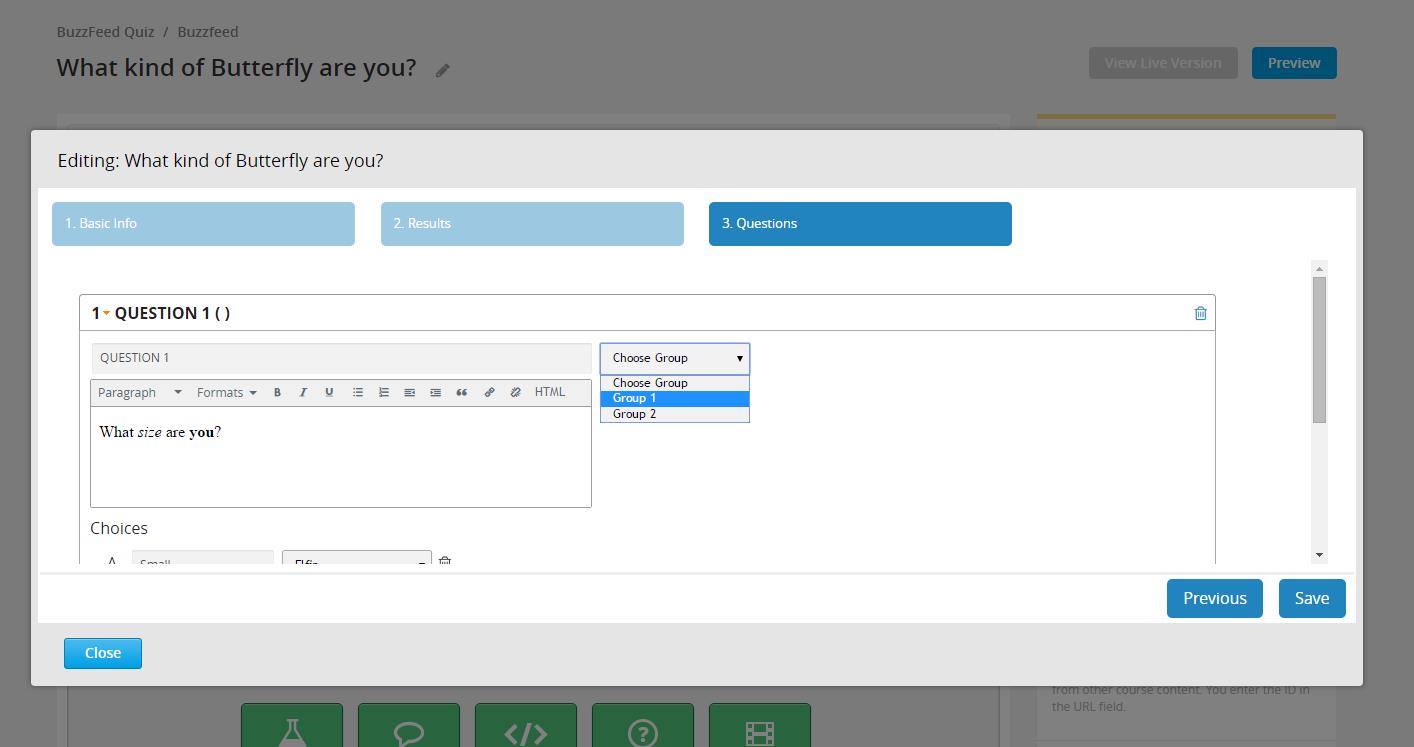 BuzzFeed Quiz / Buzzfeed
What kind of Butterfly are you?
View Live Version
Preview
Editing: What kind of Butterfly are you?
1. Basic Info
2. Results
3. Questions
1 QUESTION 1 ( )
QUESTION 1
Choose Group
Choose Group
Group 1
Group 2
Paragraph
Formats
B I U
HTML
What size are you?
Choices
A Small Elfin
Previous
Save
Close
from other course content. You enter the ID in
the URL field.